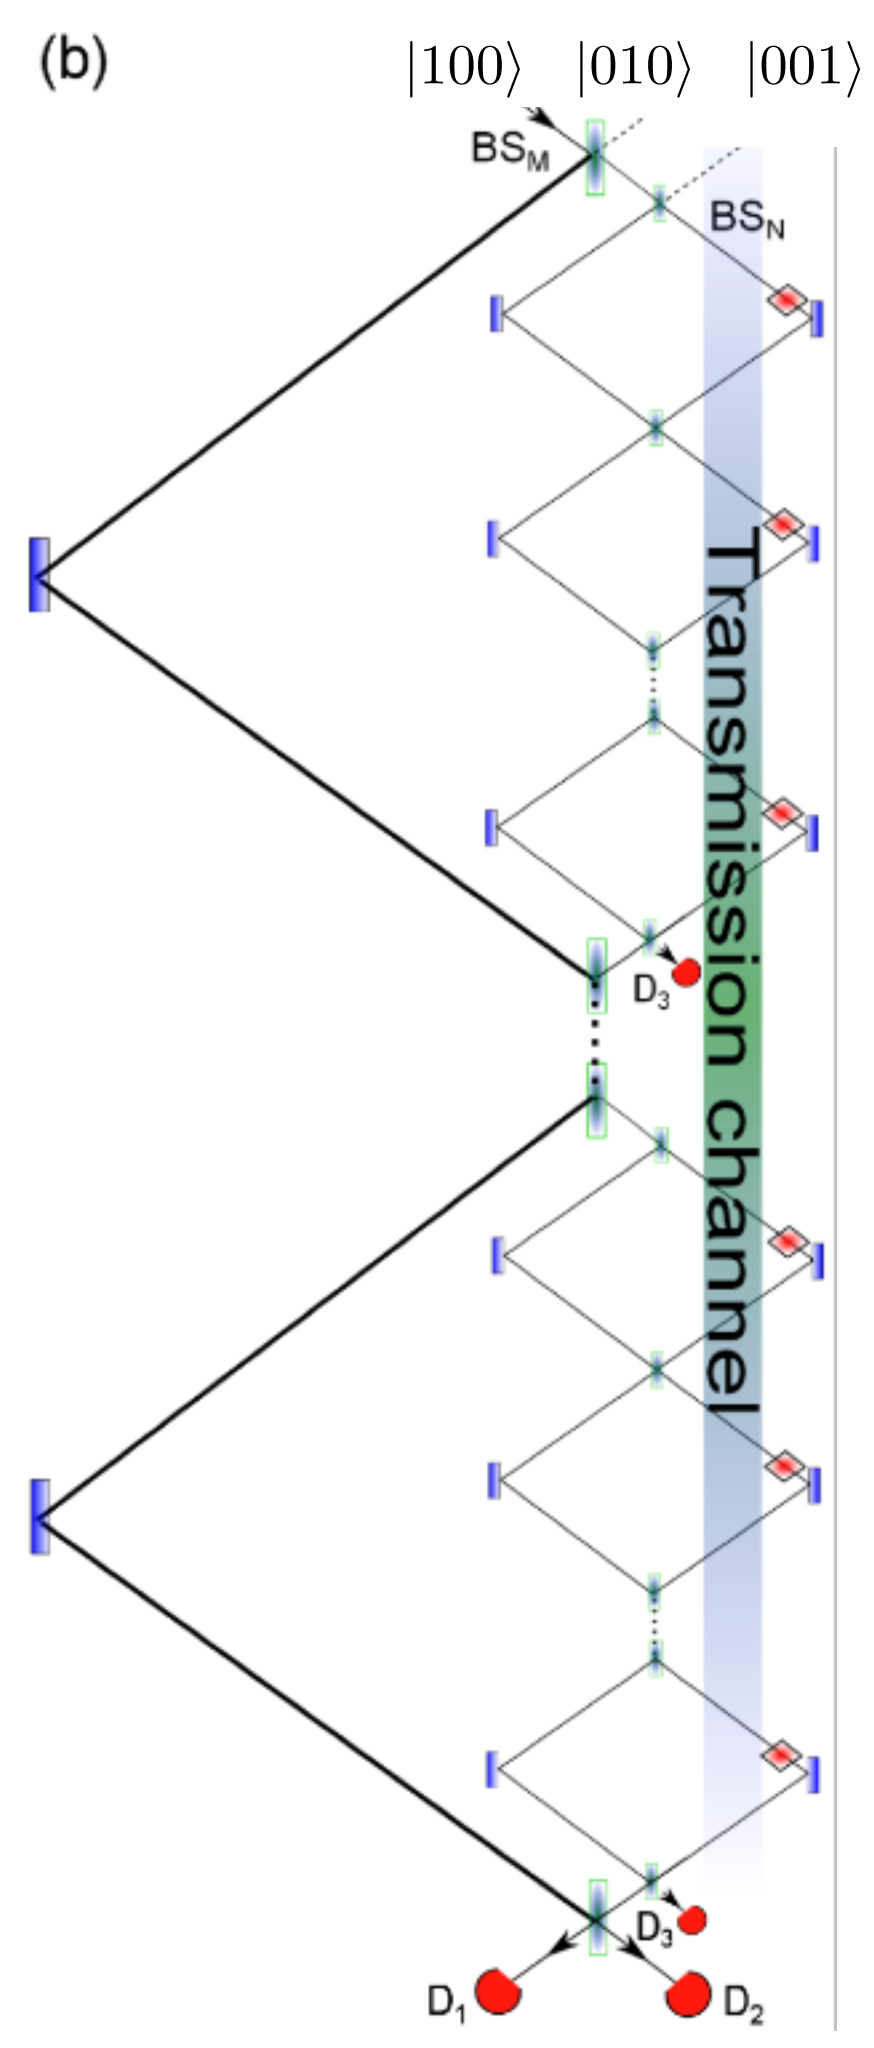 (b)
|100⟩ |010⟩ |001⟩
BS_M
BS_N
Transmission channel
D_3
D_3
D_1
D_2